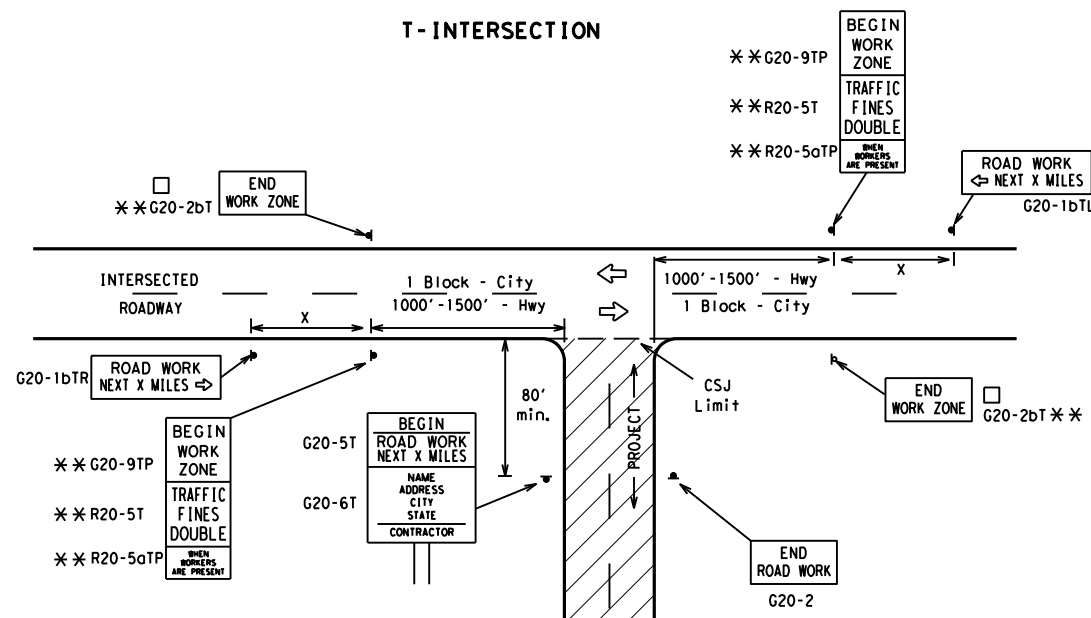 T-INTERSECTION
BEGIN
WORK
ZONE
**G20-9TP
TRAFFIC
FINES
DOUBLE
**R20-5T
WHEN
WORKERS
ARE PRESENT
**R20-5aTP
ROAD WORK
⇦ NEXT X MILES
G20-1bTL
END
WORK ZONE
□
**G20-2bT
INTERSECTED
ROADWAY
1 Block - City
1000'-1500' - Hwy
X
1000'-1500' - Hwy
1 Block - City
X
ROAD WORK
NEXT X MILES ⇨
G20-1bTR
80'
min.
PROJECT
CSJ
Limit
END
WORK ZONE
□
G20-2bT **
BEGIN
WORK
ZONE
**G20-9TP
TRAFFIC
FINES
DOUBLE
**R20-5T
WHEN
WORKERS
ARE PRESENT
**R20-5aTP
BEGIN
ROAD WORK
NEXT X MILES
G20-5T
NAME
ADDRESS
CITY
STATE
CONTRACTOR
G20-6T
END
ROAD WORK
G20-2